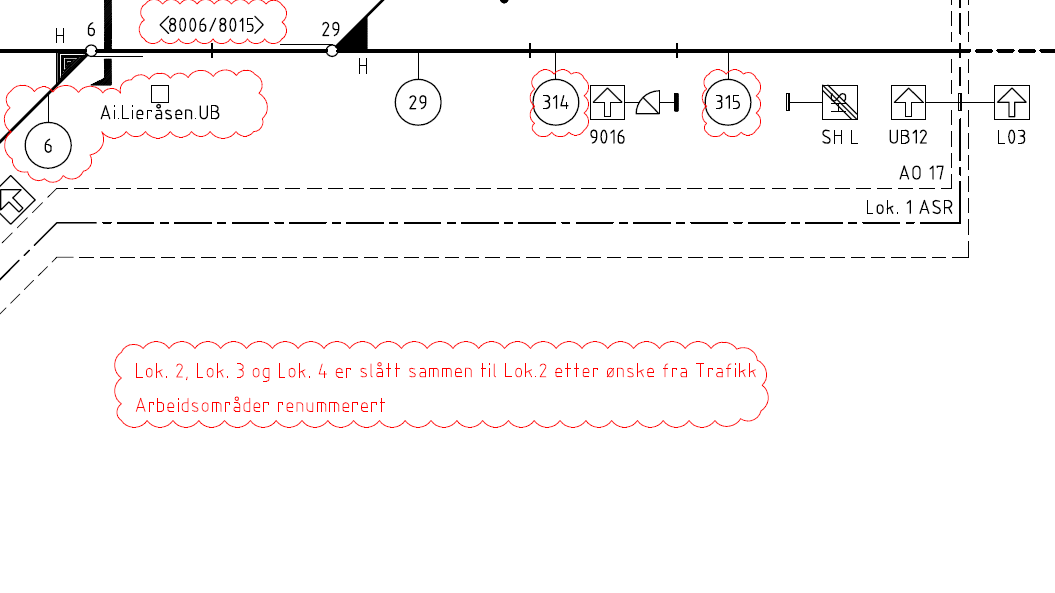 <8006/8015>
6
29
H
H
Ai.Lieråsen.UB
6
29
314
9016
315
SH L
UB12
L03
AO 17
Lok. 1 ASR
Lok. 2, Lok. 3 og Lok. 4 er slått sammen til Lok.2 etter ønske fra Trafikk
Arbeidsområder renummerert